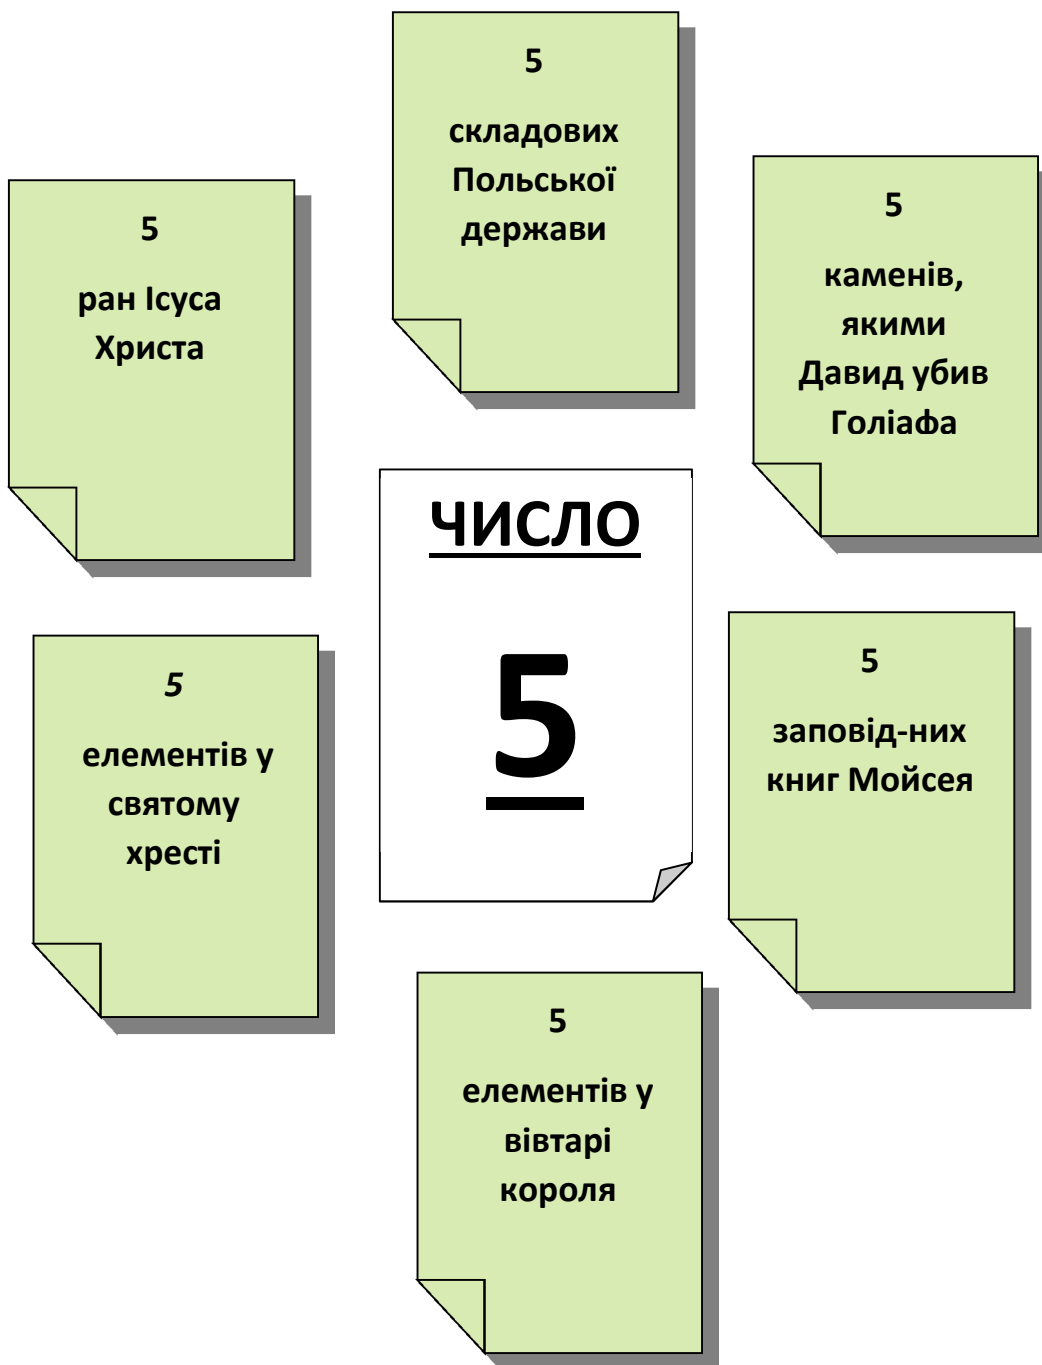 5
складових
Польської
держави
5
ран Ісуса
Христа
5
каменів,
якими
Давид убив
Голіафа
ЧИСЛО
5
5
елементів у
святому
хресті
5
заповід-них
книг Мойсея
5
елементів у
вівтарі
короля